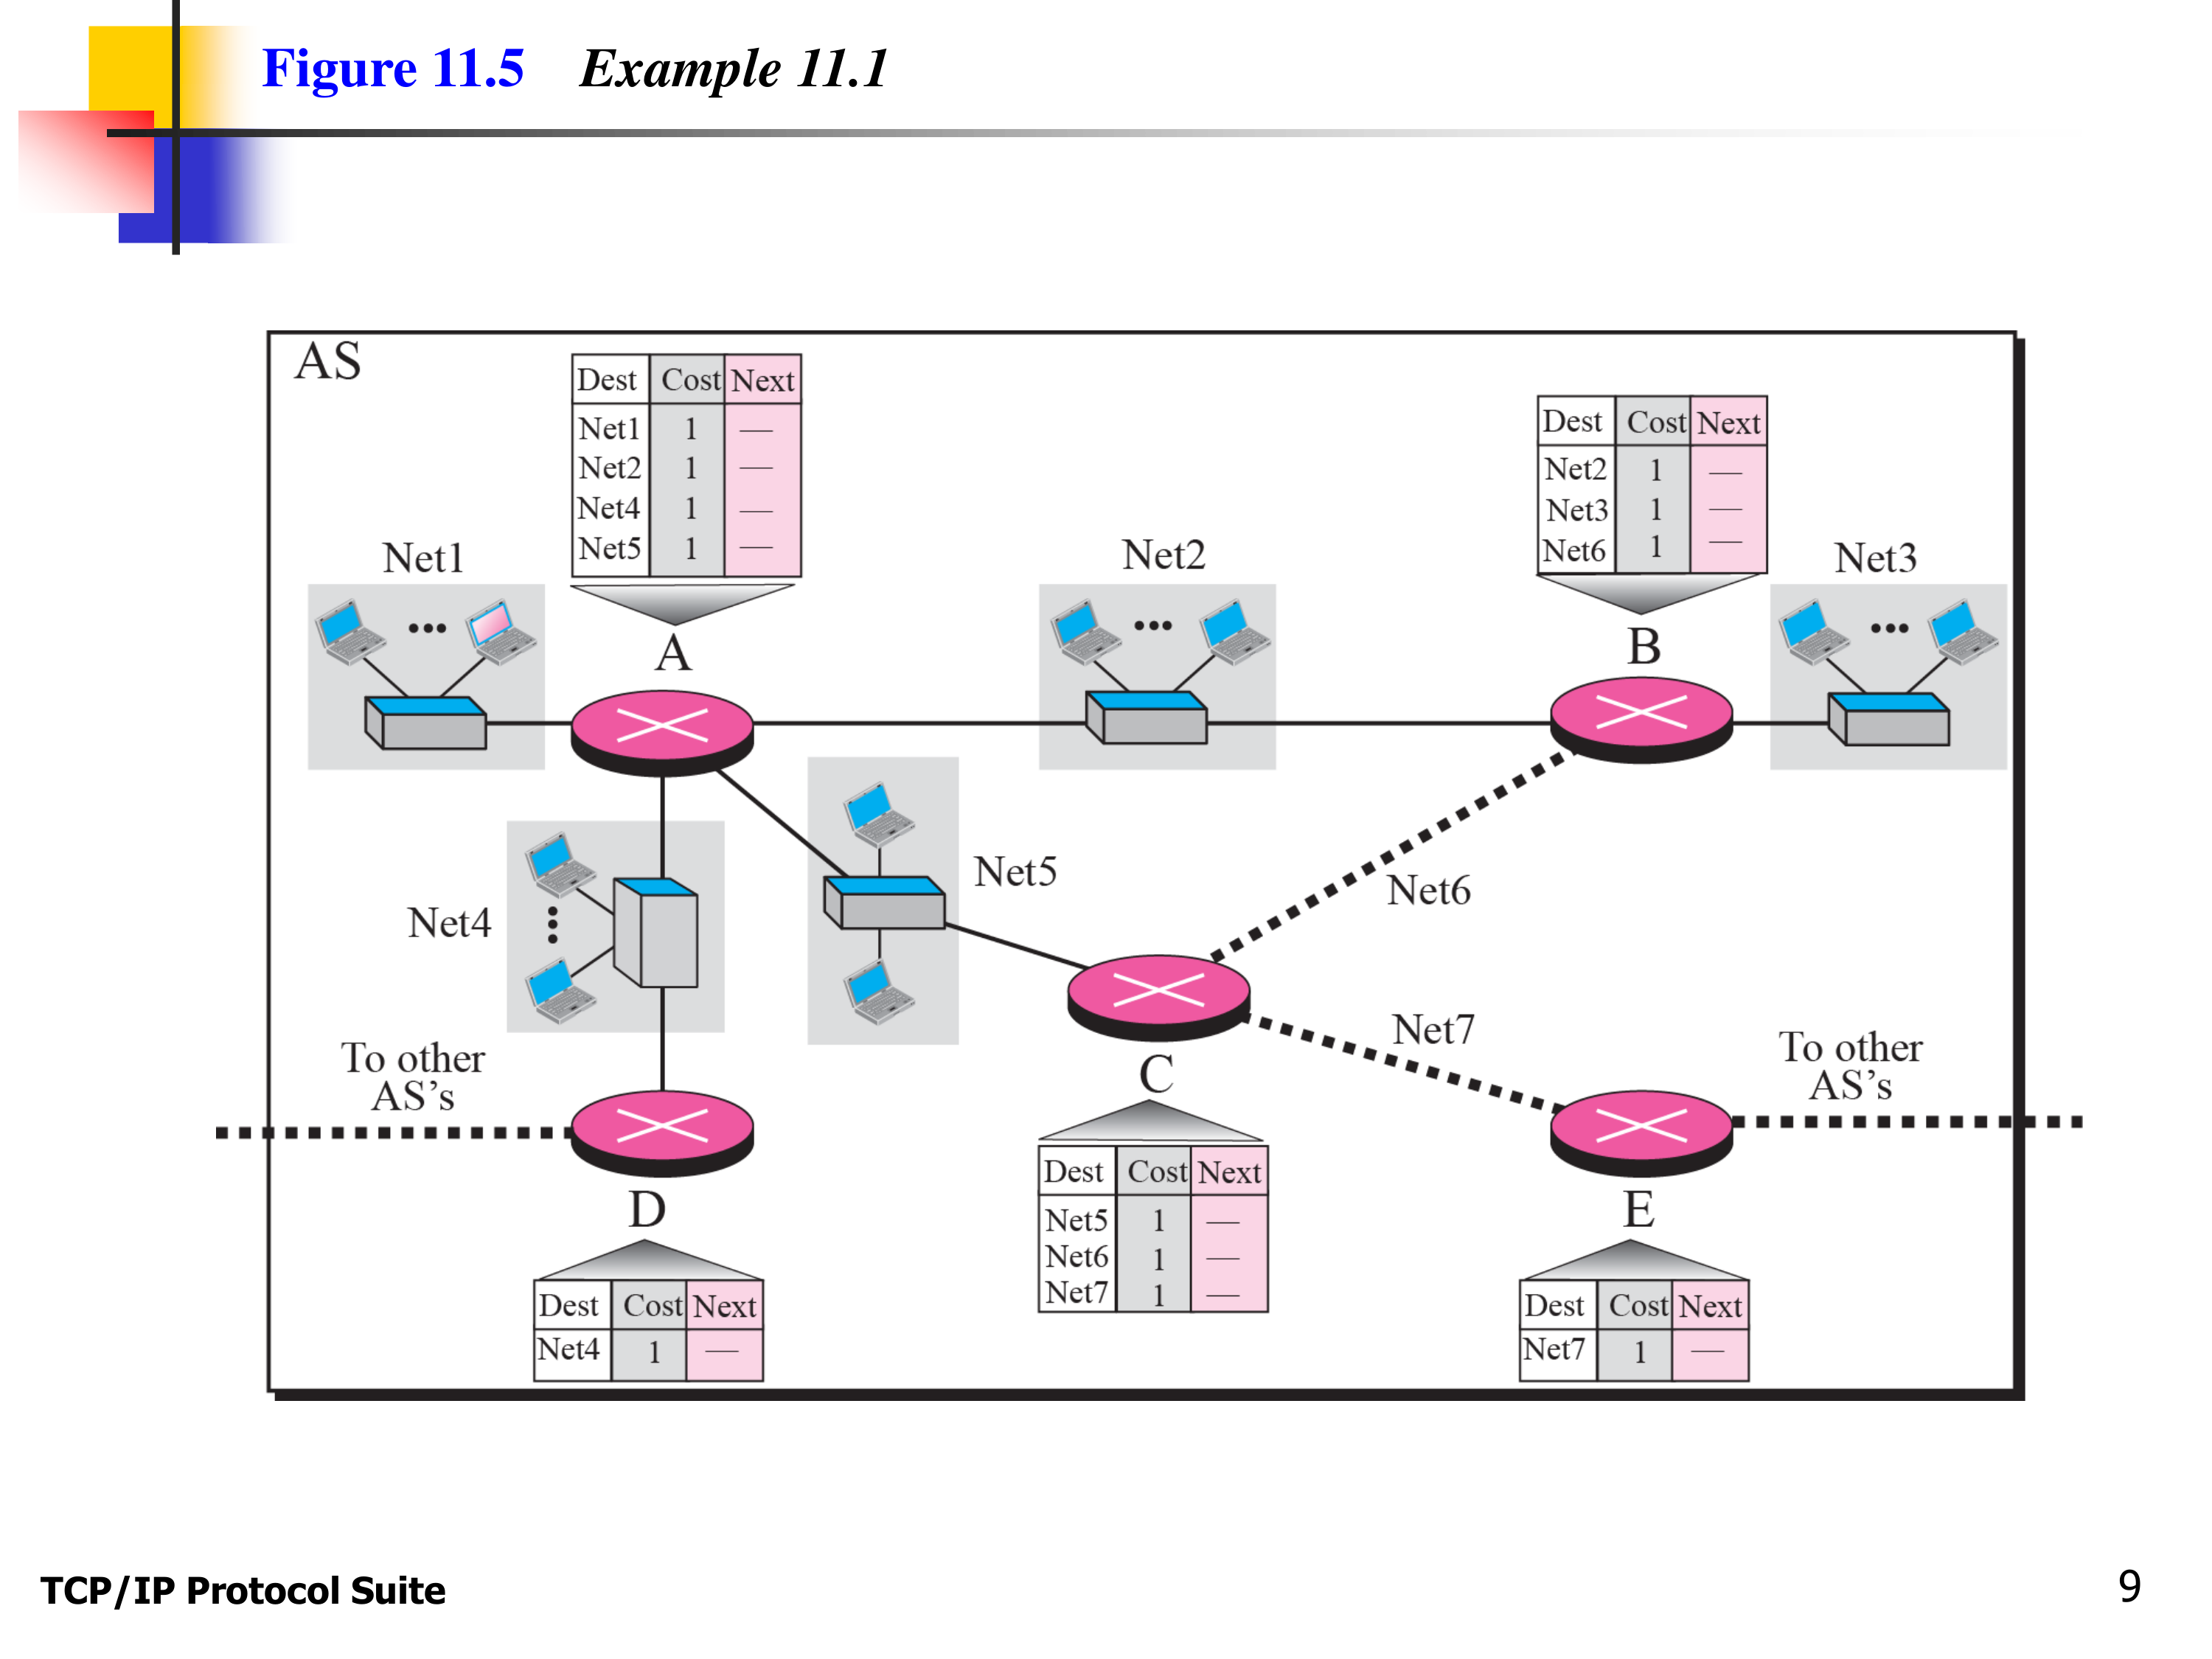 Figure 11.5 Example 11.1
AS
Dest Cost Next
Net1 1 —
Net2 1 —
Net4 1 —
Net5 1 —
Dest Cost Next
Net2 1 —
Net3 1 —
Net6 1 —
Net1
Net2
Net3
A
B
Net4
Net5
Net6
Net7
To other
AS's
To other
AS's
C
D
E
Dest Cost Next
Net5 1 —
Net6 1 —
Net7 1 —
Dest Cost Next
Net4 1 —
Dest Cost Next
Net7 1 —
TCP/IP Protocol Suite
9